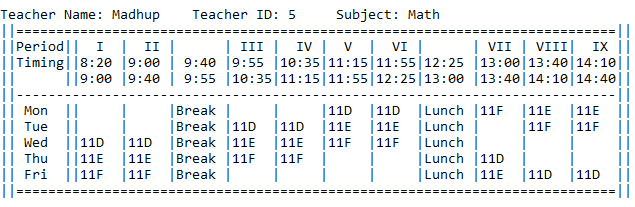 Teacher Name: Madhup    Teacher ID: 5     Subject: Math
||===========================================================================||
||Period||  I  |  II  |      | III  |  IV  |  V  |  VI  |      | VII  | VIII|  IX  ||
||Timing||8:20 |9:00  | 9:40 |9:55  |10:35|11:15|11:55|12:25 |13:00|13:40|14:10||
||      ||9:00 |9:40  | 9:55 |10:35|11:15|11:55|12:25|13:00 |13:40|14:10|14:40||
||---------------------------------------------------------------------------||
|| Mon  ||     |      |Break |      |      |11D  |11D  |Lunch |11F  |11E  |11E  ||
|| Tue  ||     |      |Break |11D  |11D  |11E  |11E  |Lunch |     |11F  |11F  ||
|| Wed  ||11D  |11D   |Break |11E  |11E  |11F  |11F  |Lunch |     |     |     ||
|| Thu  ||11E  |11E   |Break |11F  |11F  |     |     |Lunch |11D  |     |     ||
|| Fri  ||11F  |11F   |Break |     |     |     |     |Lunch |11E  |11D  |11D  ||
||===========================================================================||